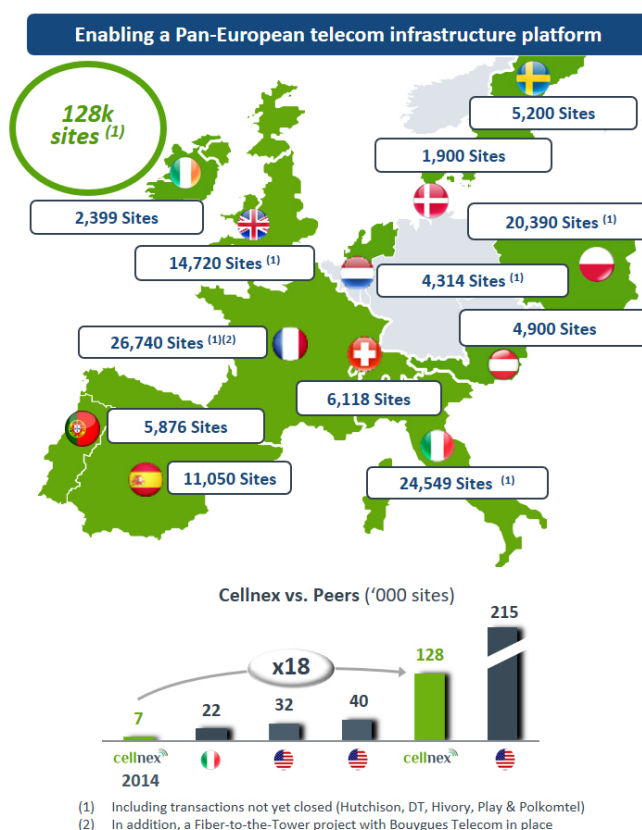 Enabling a Pan-European telecom infrastructure platform
128k
sites (1)
5,200 Sites
1,900 Sites
2,399 Sites
20,390 Sites (1)
14,720 Sites (1)
4,314 Sites (1)
26,740 Sites (1)(2)
4,900 Sites
6,118 Sites
5,876 Sites
11,050 Sites
24,549 Sites (1)
Cellnex vs. Peers (‘000 sites)
215
x18
128
7
22
32
40
cellnex
cellnex
2014
(1) Including transactions not yet closed (Hutchison, DT, Hivory, Play & Polkomtel)
(2) In addition, a Fiber-to-the-Tower project with Bouygues Telecom in place